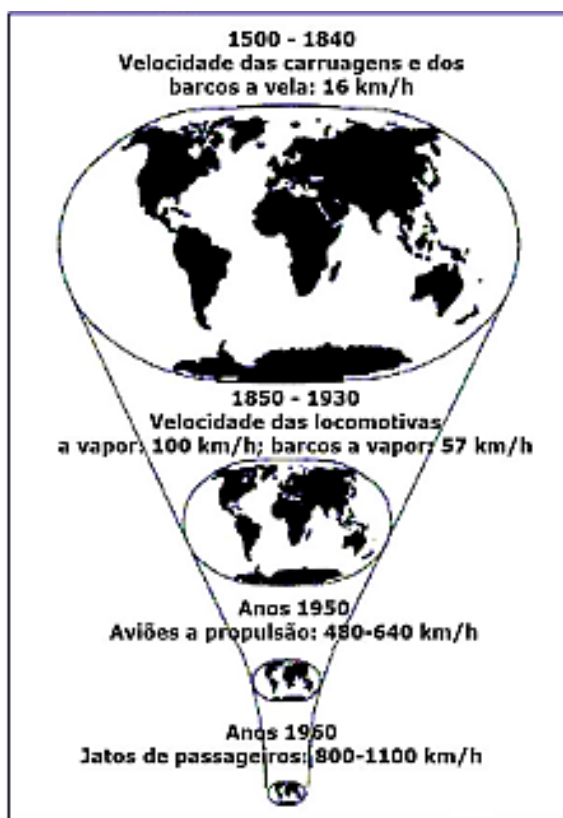 1500 - 1840
Velocidade das carruagens e dos
barcos a vela: 16 km/h
1850 - 1930
Velocidade das locomotivas
a vapor: 100 km/h; barcos a vapor: 57 km/h
Anos 1950
Aviões a propulsão: 480-640 km/h
Anos 1960
Jatos de passageiros: 800-1100 km/h